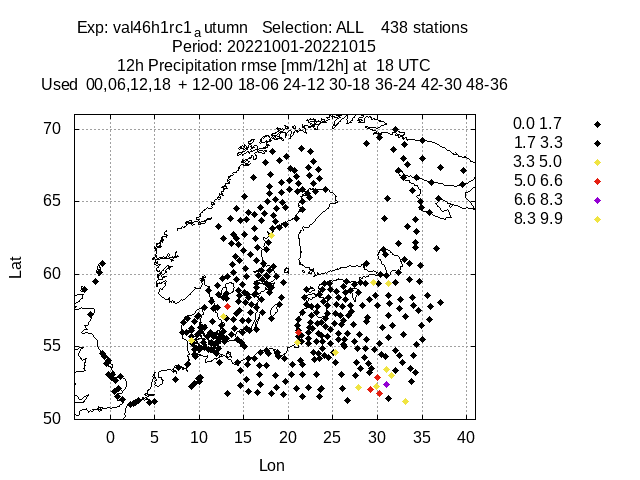 Exp: val46h1rc1_autumn   Selection: ALL    438 stations
Period: 20221001-20221015
12h Precipitation rmse [mm/12h] at  18 UTC
Used  00,06,12,18  + 12-00 18-06 24-12 30-18 36-24 42-30 48-36
70
65
60
55
50
Lat
0 5 10 15 20 25 30 35 40
Lon
0.0 1.7
1.7 3.3
3.3 5.0
5.0 6.6
6.6 8.3
8.3 9.9